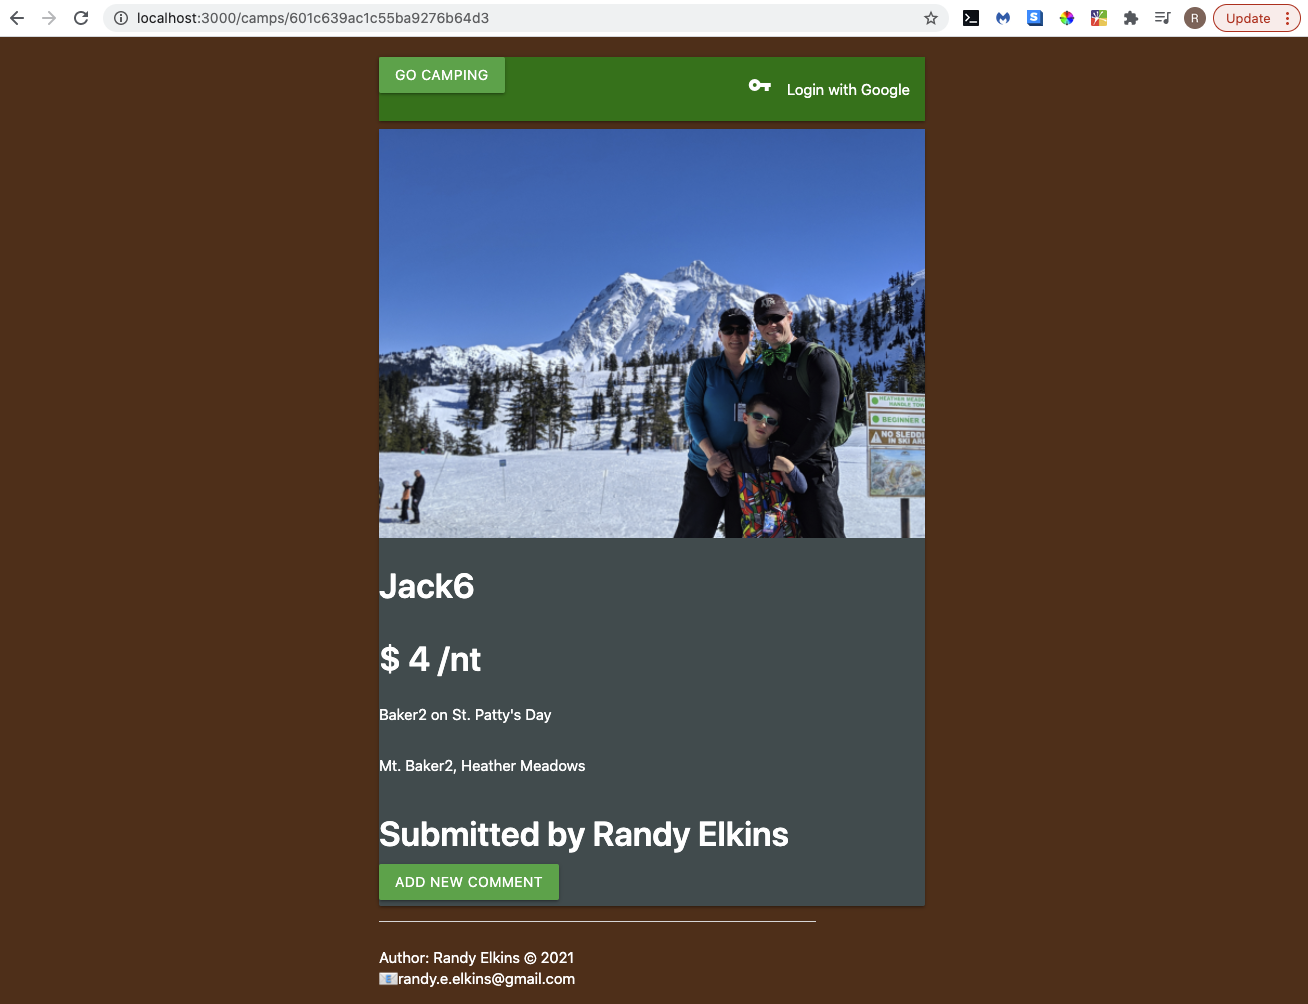 localhost:3000/camps/601c639ac1c55ba9276b64d3
R
Update
GO CAMPING
Login with Google
HEATHER
BEGINNER
NO SLEDDING
IN SKI AREA
Jack6
$ 4 /nt
Baker2 on St. Patty's Day
Mt. Baker2, Heather Meadows
Submitted by Randy Elkins
ADD NEW COMMENT
Author: Randy Elkins © 2021
📧randy.e.elkins@gmail.com